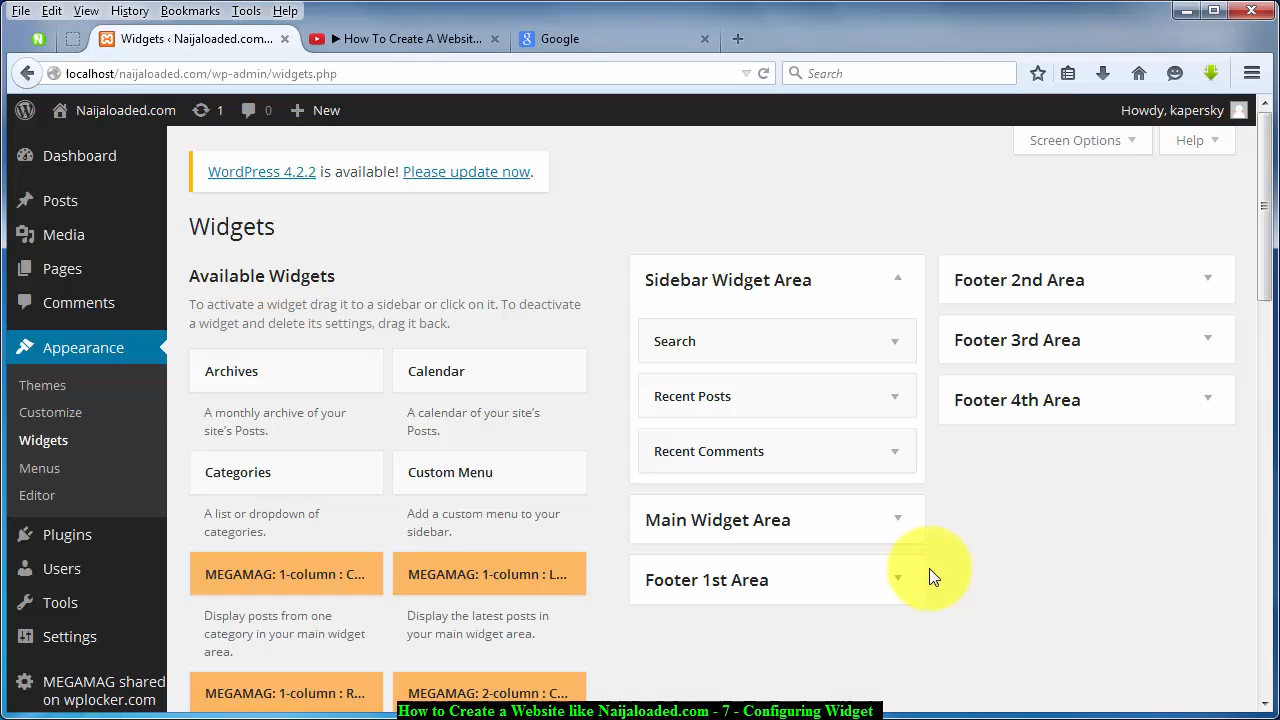 File Edit View History Bookmarks Tools Help
Widgets ‹ Naijaloaded.com...
▶ How To Create A Websit...
Google
localhost/naijaloaded.com/wp-admin/widgets.php
Search
Naijaloaded.com
1
0
New
Howdy, kapersky
Screen Options
Help
Dashboard
Posts
Media
Pages
Comments
Appearance
Themes
Customize
Widgets
Menus
Editor
Plugins
Users
Tools
Settings
MEGAMAG shared
on wplocker.com
WordPress 4.2.2 is available! Please update now.
Widgets
Available Widgets
To activate a widget drag it to a sidebar or click on it. To deactivate
a widget and delete its settings, drag it back.
Archives
A monthly archive of your
site's Posts.
Calendar
A calendar of your site's
Posts.
Categories
A list or dropdown of
categories.
Custom Menu
Add a custom menu to your
sidebar.
MEGAMAG: 1-column : C...
Display posts from one
category in your main widget
area.
MEGAMAG: 1-column : L...
Display the latest posts in
your main widget area.
MEGAMAG: 1-column : R...
MEGAMAG: 2-column : C...
Sidebar Widget Area
Search
Recent Posts
Recent Comments
Main Widget Area
Footer 1st Area
Footer 2nd Area
Footer 3rd Area
Footer 4th Area
How to Create a Website like Naijaloaded.com - 7 - Configuring Widget